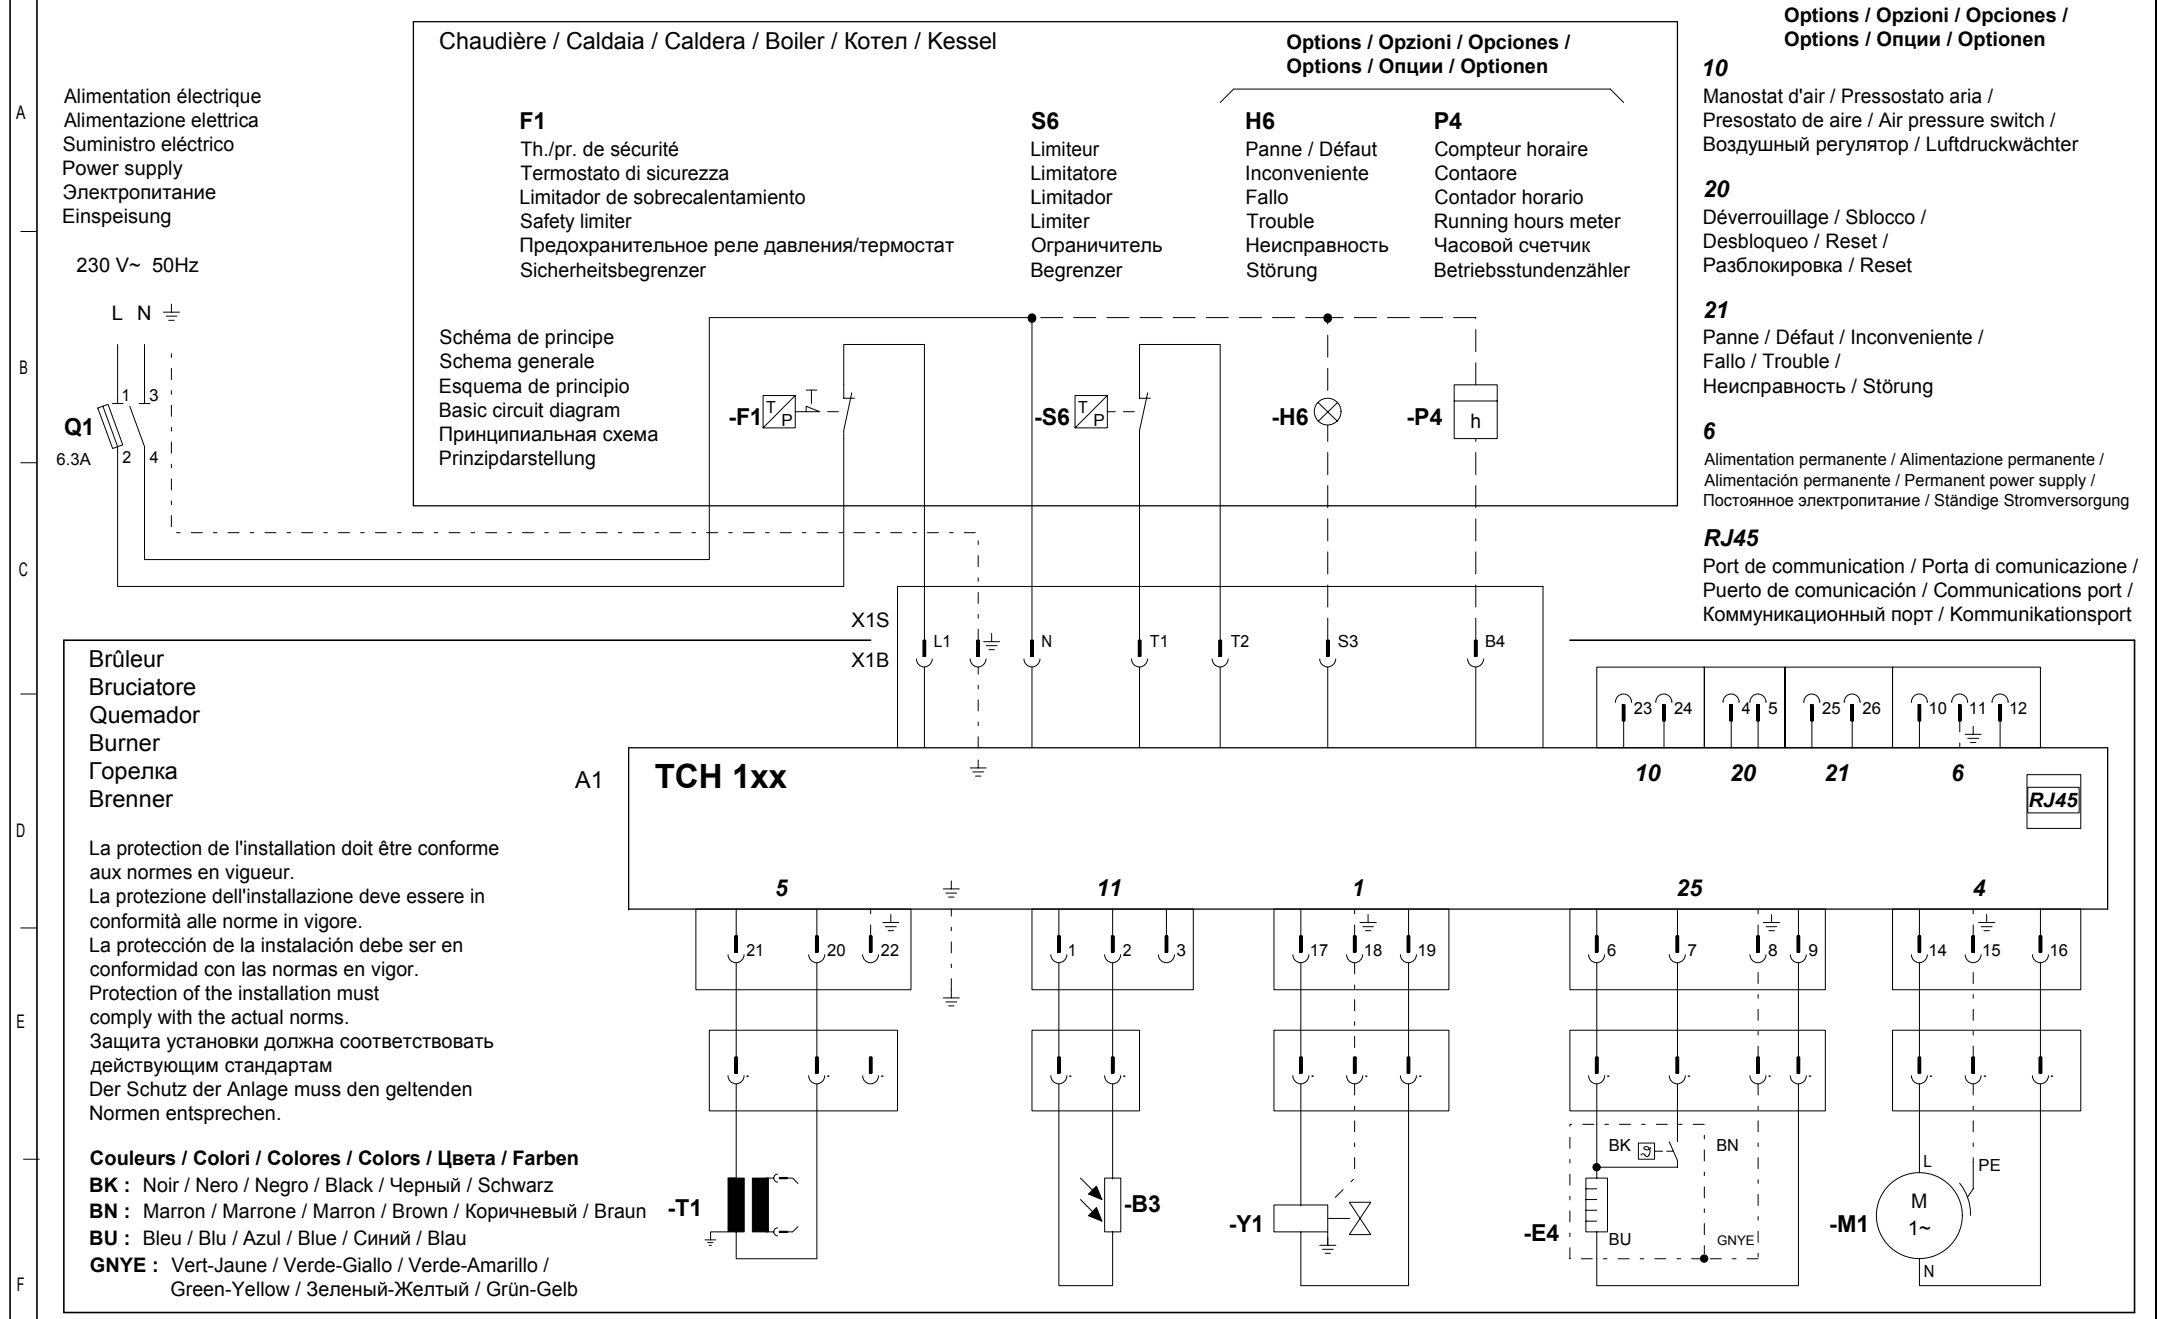 A
B
C
D
E
F
Alimentation électrique
Alimentazione elettrica
Suministro eléctrico
Power supply
Электропитание
Einspeisung
230 V~ 50Hz
L N
1 3
Q1
6.3A 2 4
Chaudière / Caldaia / Caldera / Boiler / Котел / Kessel
Options / Opzioni / Opciones /
Options / Опции / Optionen
F1
Th./pr. de sécurité
Termostato di sicurezza
Limitador de sobrecalentamiento
Safety limiter
Предохранительное реле давления/термостат
Sicherheitsbegrenzer
S6
Limiteur
Limitatore
Limitador
Limiter
Ограничитель
Begrenzer
H6
Panne / Défaut
Inconveniente
Fallo
Trouble
Неисправность
Störung
P4
Compteur horaire
Contaore
Contador horario
Running hours meter
Часовой счетчик
Betriebsstundenzähler
Schéma de principe
Schema generale
Esquema de principio
Basic circuit diagram
Принципиальная схема
Prinzipdarstellung
-F1 T P
-S6 T P
-H6
-P4 h
Options / Opzioni / Opciones /
Options / Опции / Optionen
10
Manostat d'air / Pressostato aria /
Presostato de aire / Air pressure switch /
Воздушный регулятор / Luftdruckwächter
20
Déverrouillage / Sblocco /
Desbloqueo / Reset /
Разблокировка / Reset
21
Panne / Défaut / Inconveniente /
Fallo / Trouble /
Неисправность / Störung
6
Alimentation permanente / Alimentazione permanente /
Alimentación permanente / Permanent power supply /
Постоянное электропитание / Ständige Stromversorgung
RJ45
Port de communication / Porta di comunicazione /
Puerto de comunicación / Communications port /
Коммуникационный порт / Kommunikationsport
X1S
X1B
L1 N T1 T2 S3 B4
23 24 4 5 25 26 10 11 12
Brûleur
Bruciatore
Quemador
Burner
Горелка
Brenner
A1
TCH 1xx
10 20 21 6
RJ45
5 11 1 25 4
La protection de l'installation doit être conforme
aux normes en vigueur.
La protezione dell'installazione deve essere in
conformità alle norme in vigore.
La protección de la instalación debe ser en
conformidad con las normas en vigor.
Protection of the installation must
comply with the actual norms.
Защита установки должна соответствовать
действующим стандартам
Der Schutz der Anlage muss den geltenden
Normen entsprechen.
21 20 22 1 2 3 17 18 19 6 7 8 9 14 15 16
Couleurs / Colori / Colores / Colors / Цвета / Farben
BK : Noir / Nero / Negro / Black / Черный / Schwarz
BN : Marron / Marrone / Marron / Brown / Коричневый / Braun
BU : Bleu / Blu / Azul / Blue / Синий / Blau
GNYE : Vert-Jaune / Verde-Giallo / Verde-Amarillo /
Green-Yellow / Зеленый-Желтый / Grün-Gelb
-T1
-B3
-Y1
BK ϑ BN
-E4
BU GNYE
L PE
-M1
M
1~
N